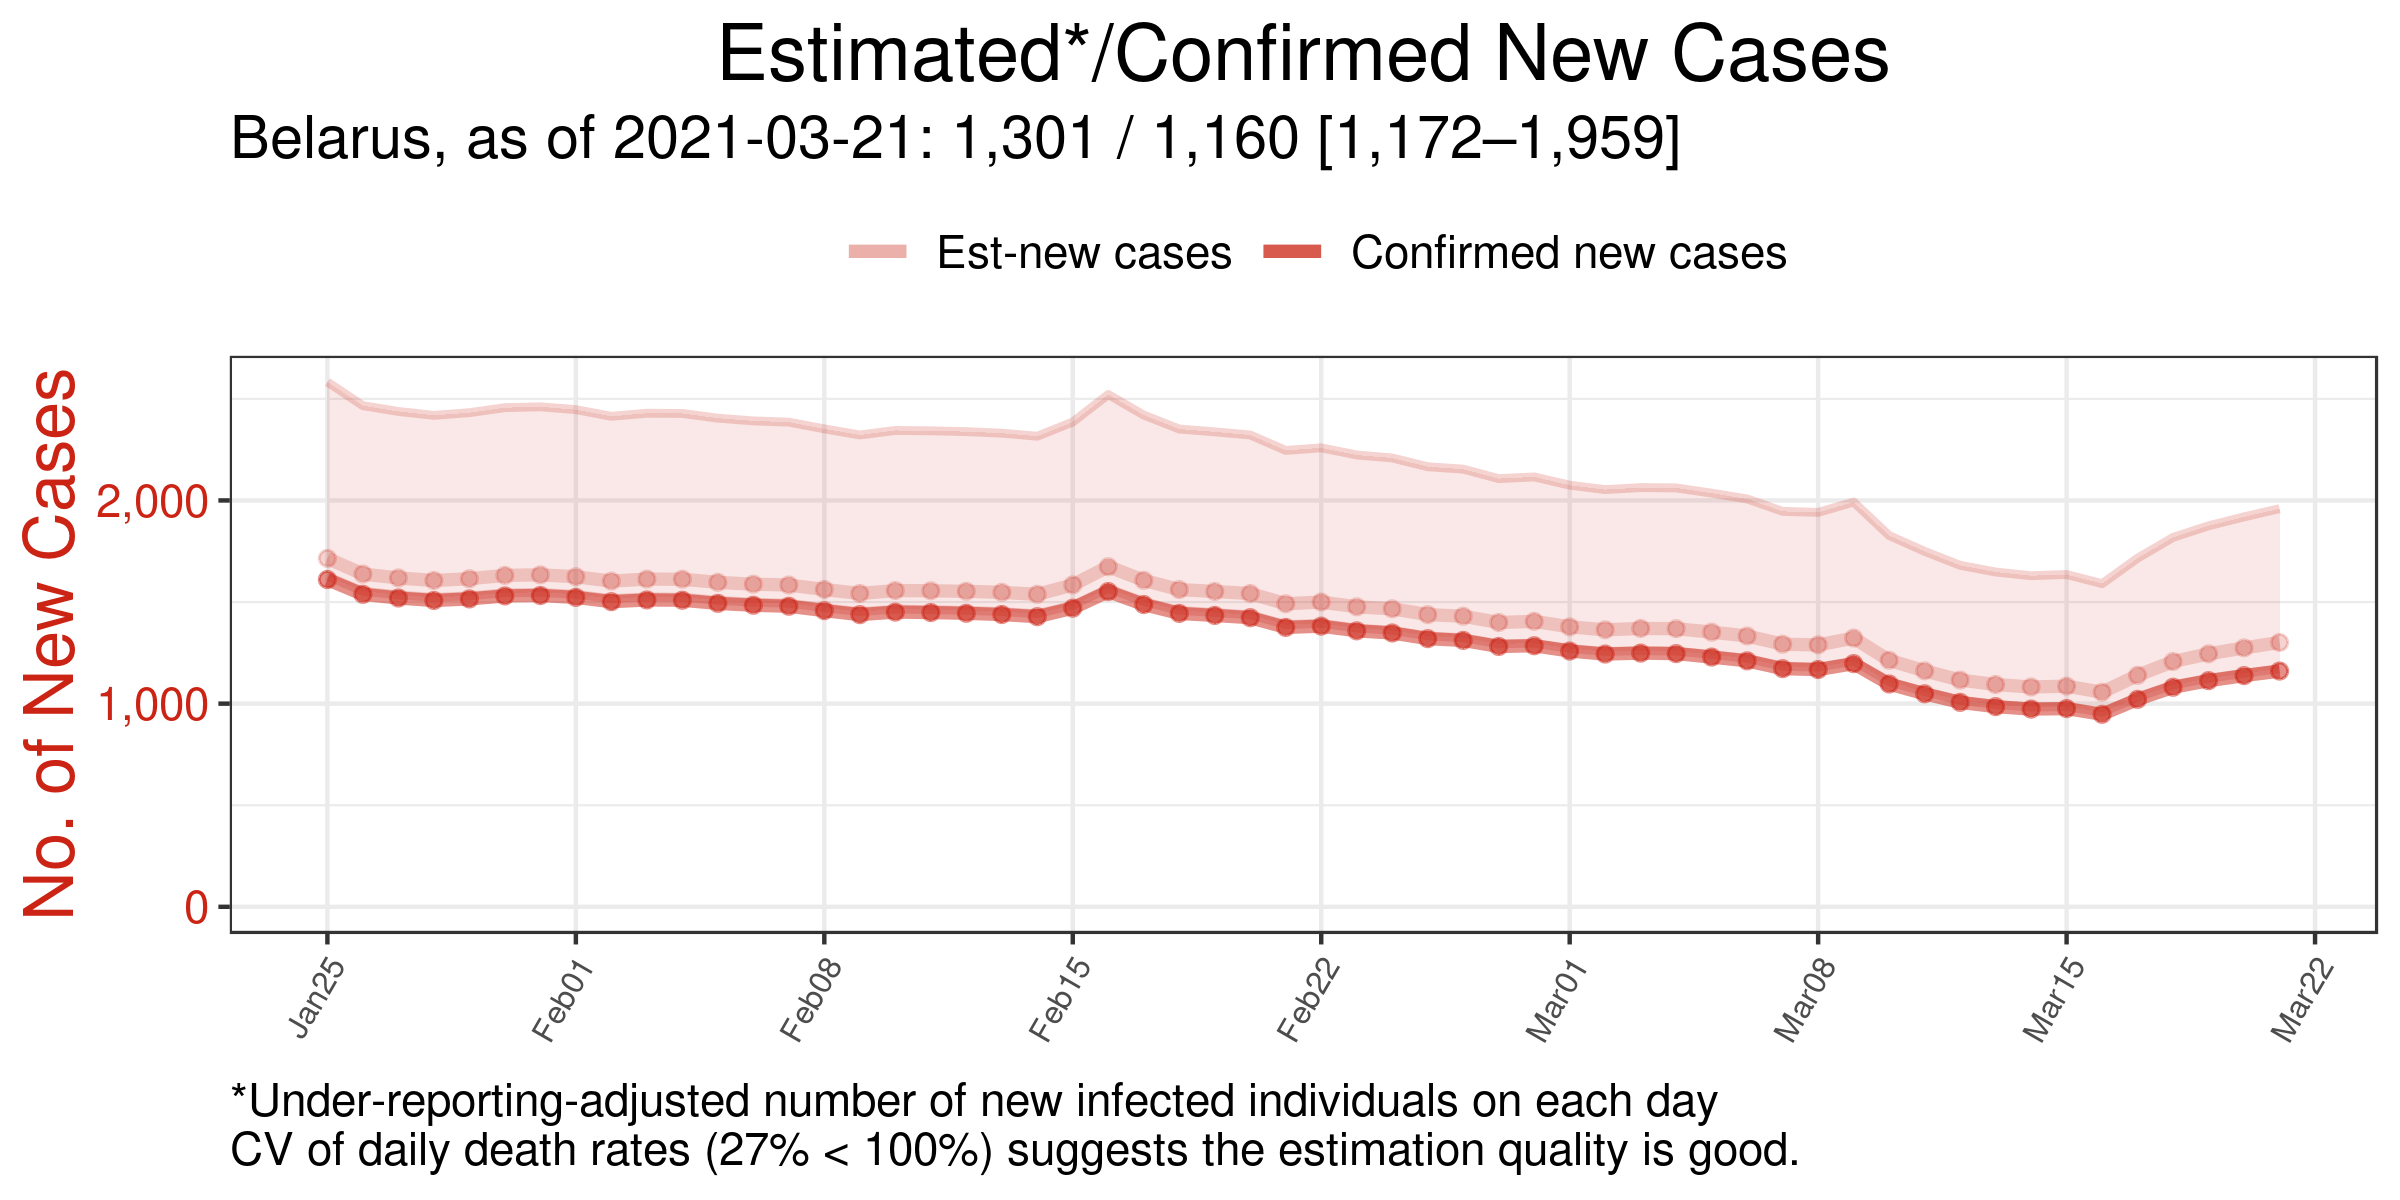 Estimated*/Confirmed New Cases
Belarus, as of 2021-03-21: 1,301 / 1,160 [1,172–1,959]
Est-new cases
Confirmed new cases
No. of New Cases
2,000
1,000
0
Jan25
Feb01
Feb08
Feb15
Feb22
Mar01
Mar08
Mar15
Mar22
*Under-reporting-adjusted number of new infected individuals on each day
CV of daily death rates (27% < 100%) suggests the estimation quality is good.